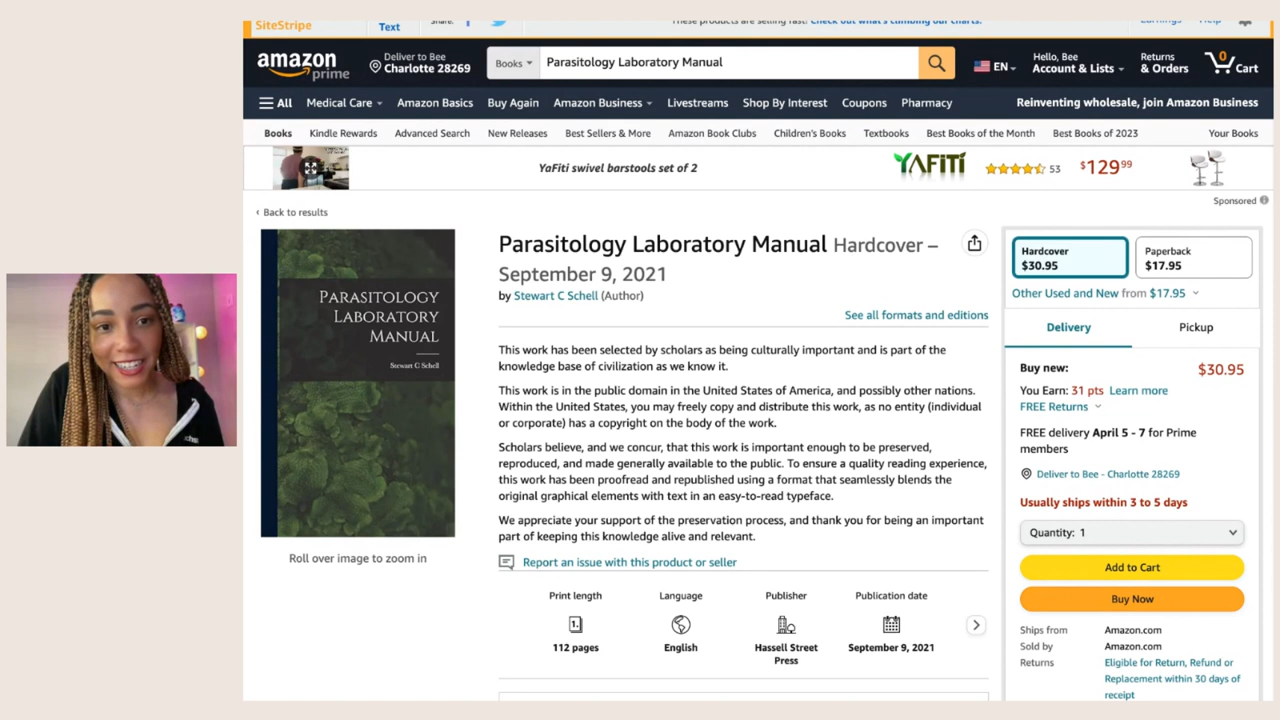 SiteStripe
Text
Share:
These products are selling fast. Check out what's climbing our charts.
Earnings
Help
amazon
prime
Deliver to Bee
Charlotte 28269
Books
Parasitology Laboratory Manual
EN
Hello, Bee
Account & Lists
Returns
& Orders
0
Cart
All
Medical Care
Amazon Basics
Buy Again
Amazon Business
Livestreams
Shop By Interest
Coupons
Pharmacy
Reinventing wholesale, join Amazon Business
Books
Kindle Rewards
Advanced Search
New Releases
Best Sellers & More
Amazon Book Clubs
Children's Books
Textbooks
Best Books of the Month
Best Books of 2023
Your Books
YaFiti swivel barstools set of 2
YAFITI
53
$129⁹⁹
Sponsored
‹ Back to results
PARASITOLOGY
LABORATORY
MANUAL
Stewart C Schell
Roll over image to zoom in
Parasitology Laboratory Manual Hardcover –
September 9, 2021
by Stewart C Schell (Author)
See all formats and editions
This work has been selected by scholars as being culturally important and is part of the
knowledge base of civilization as we know it.
This work is in the public domain in the United States of America, and possibly other nations.
Within the United States, you may freely copy and distribute this work, as no entity (individual
or corporate) has a copyright on the body of the work.
Scholars believe, and we concur, that this work is important enough to be preserved,
reproduced, and made generally available to the public. To ensure a quality reading experience,
this work has been proofread and republished using a format that seamlessly blends the
original graphical elements with text in an easy-to-read typeface.
We appreciate your support of the preservation process, and thank you for being an important
part of keeping this knowledge alive and relevant.
Report an issue with this product or seller
Print length
112 pages
Language
English
Publisher
Hassell Street
Press
Publication date
September 9, 2021
Hardcover
$30.95
Paperback
$17.95
Other Used and New from $17.95
Delivery
Pickup
Buy new:
$30.95
You Earn: 31 pts Learn more
FREE Returns
FREE delivery April 5 - 7 for Prime
members
Deliver to Bee - Charlotte 28269
Usually ships within 3 to 5 days
Quantity: 1
Add to Cart
Buy Now
Ships from
Amazon.com
Sold by
Amazon.com
Returns
Eligible for Return, Refund or
Replacement within 30 days of
receipt